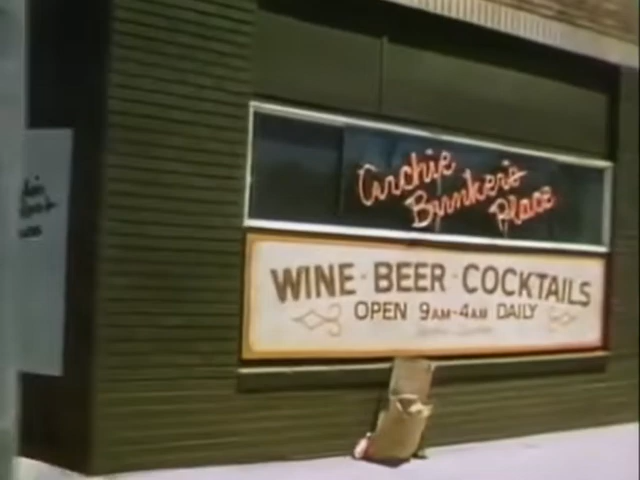 Archie
Bunker's
Place
WINE · BEER · COCKTAILS
OPEN 9AM-4AM DAILY